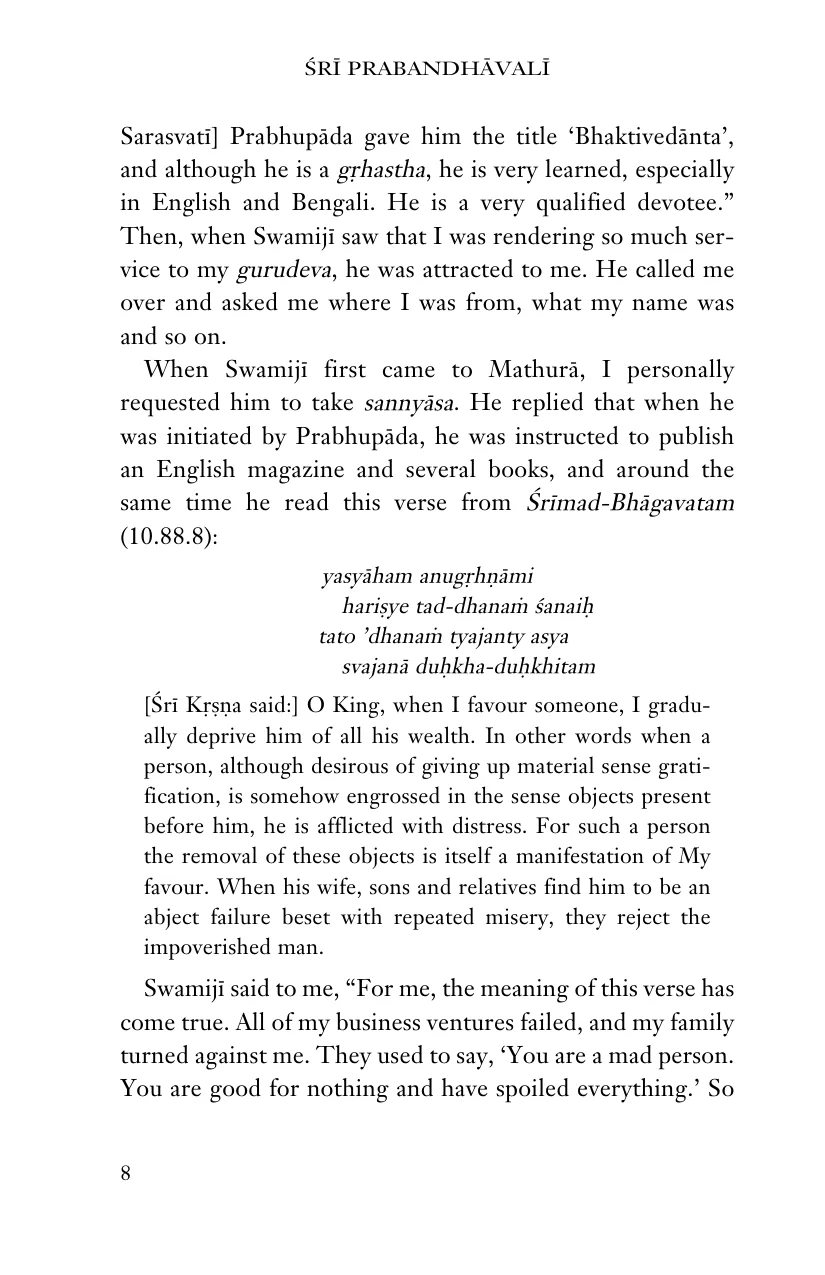 ŚRĪ PRABANDHĀVALĪ
Sarasvatī] Prabhupāda gave him the title ‘Bhaktivedānta’,
and although he is a gṛhastha, he is very learned, especially
in English and Bengali. He is a very qualified devotee.”
Then, when Swamijī saw that I was rendering so much ser-
vice to my gurudeva, he was attracted to me. He called me
over and asked me where I was from, what my name was
and so on.
When Swamijī first came to Mathurā, I personally
requested him to take sannyāsa. He replied that when he
was initiated by Prabhupāda, he was instructed to publish
an English magazine and several books, and around the
same time he read this verse from Śrīmad-Bhāgavatam
(10.88.8):
yasyāham anugṛhṇāmi
hariṣye tad-dhanaṁ śanaiḥ
tato ’dhanaṁ tyajanty asya
svajanā duḥkha-duḥkhitam
[Śrī Kṛṣṇa said:] O King, when I favour someone, I gradu-
ally deprive him of all his wealth. In other words when a
person, although desirous of giving up material sense grati-
fication, is somehow engrossed in the sense objects present
before him, he is afflicted with distress. For such a person
the removal of these objects is itself a manifestation of My
favour. When his wife, sons and relatives find him to be an
abject failure beset with repeated misery, they reject the
impoverished man.
Swamijī said to me, “For me, the meaning of this verse has
come true. All of my business ventures failed, and my family
turned against me. They used to say, ‘You are a mad person.
You are good for nothing and have spoiled everything.’ So
8